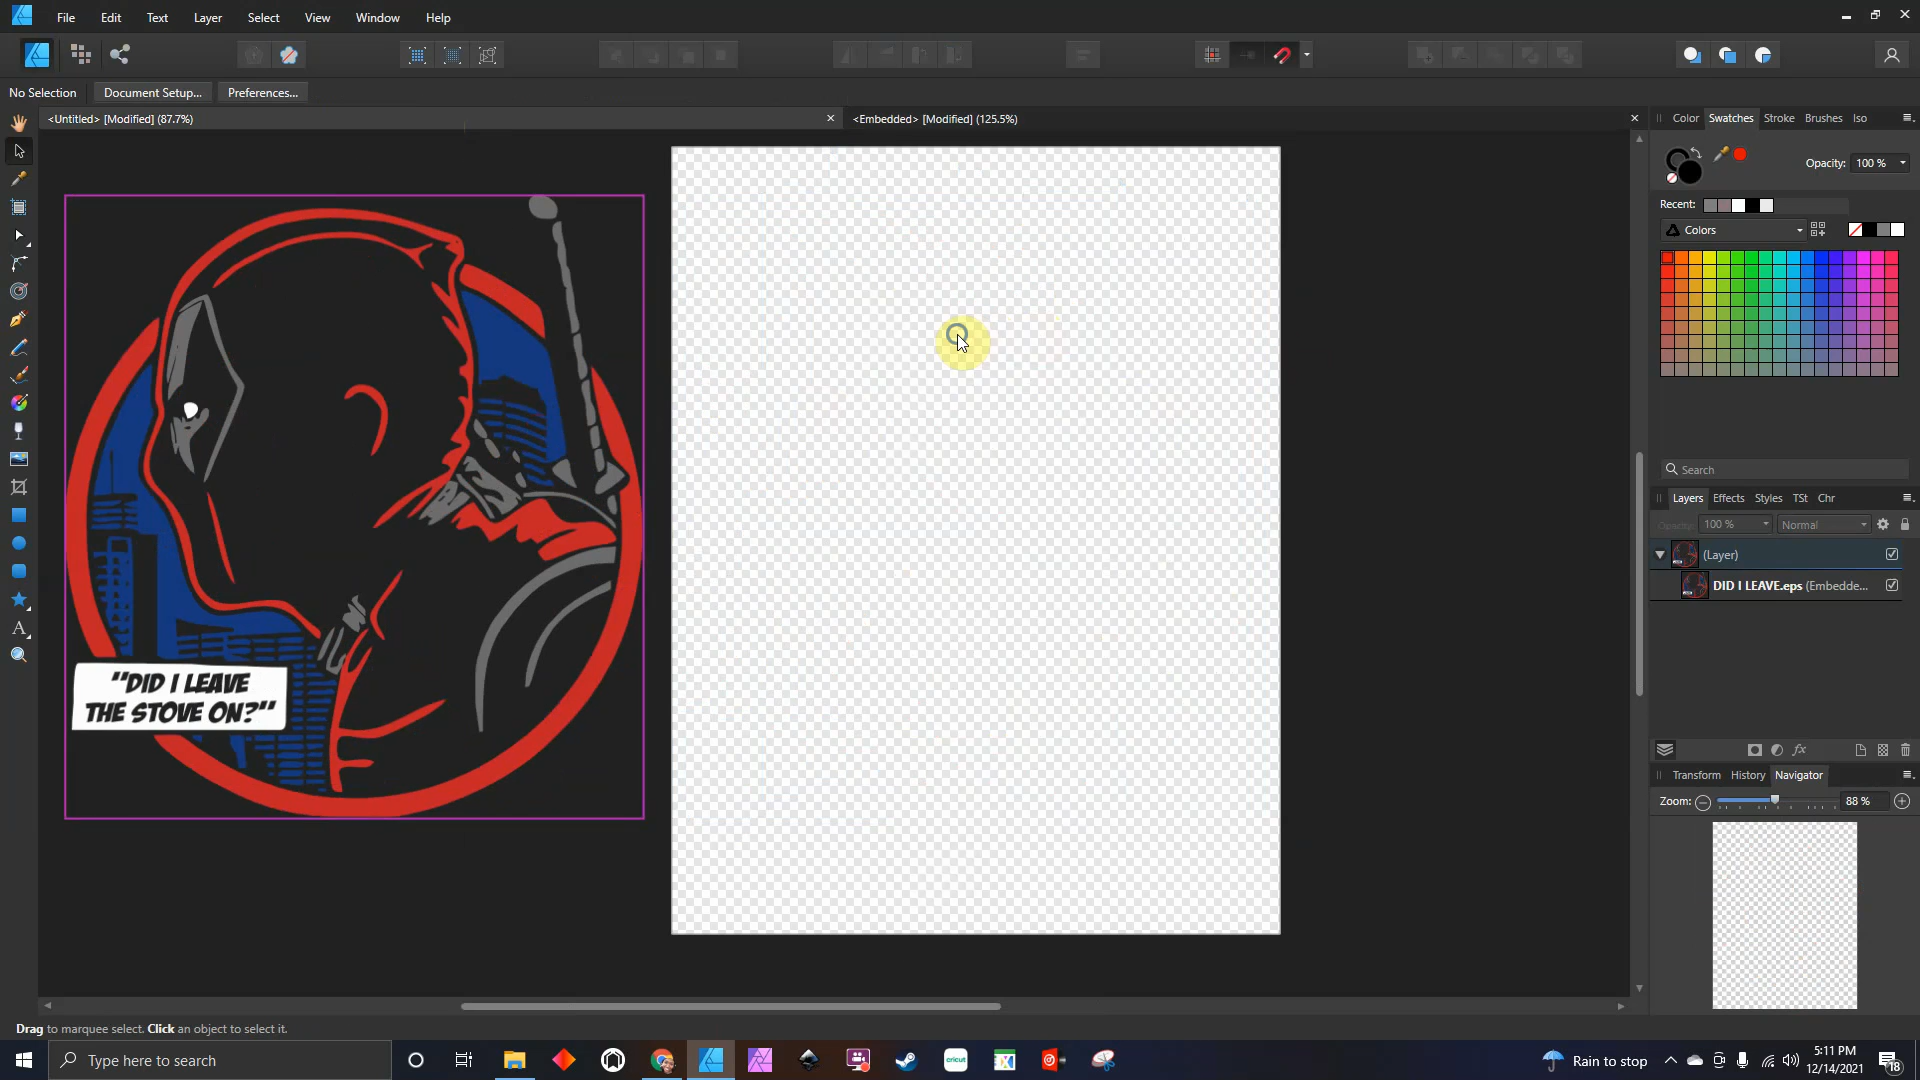 File Edit Text Layer Select View Window Help
No Selection Document Setup... Preferences...
<Untitled> [Modified] (87.7%)
<Embedded> [Modified] (125.5%)
Color Swatches Stroke Brushes Iso
Opacity: 100 %
Recent:
Colors
Search
"DID I LEAVE
THE STOVE ON?"
Layers Effects Styles TSt Chr
Opacity: 100 % Normal
(Layer)
DID I LEAVE.eps (Embedde...
Transform History Navigator
Zoom: 88 %
Drag to marquee select. Click an object to select it.
Type here to search
cricut
Rain to stop
5:11 PM
12/14/2021
18